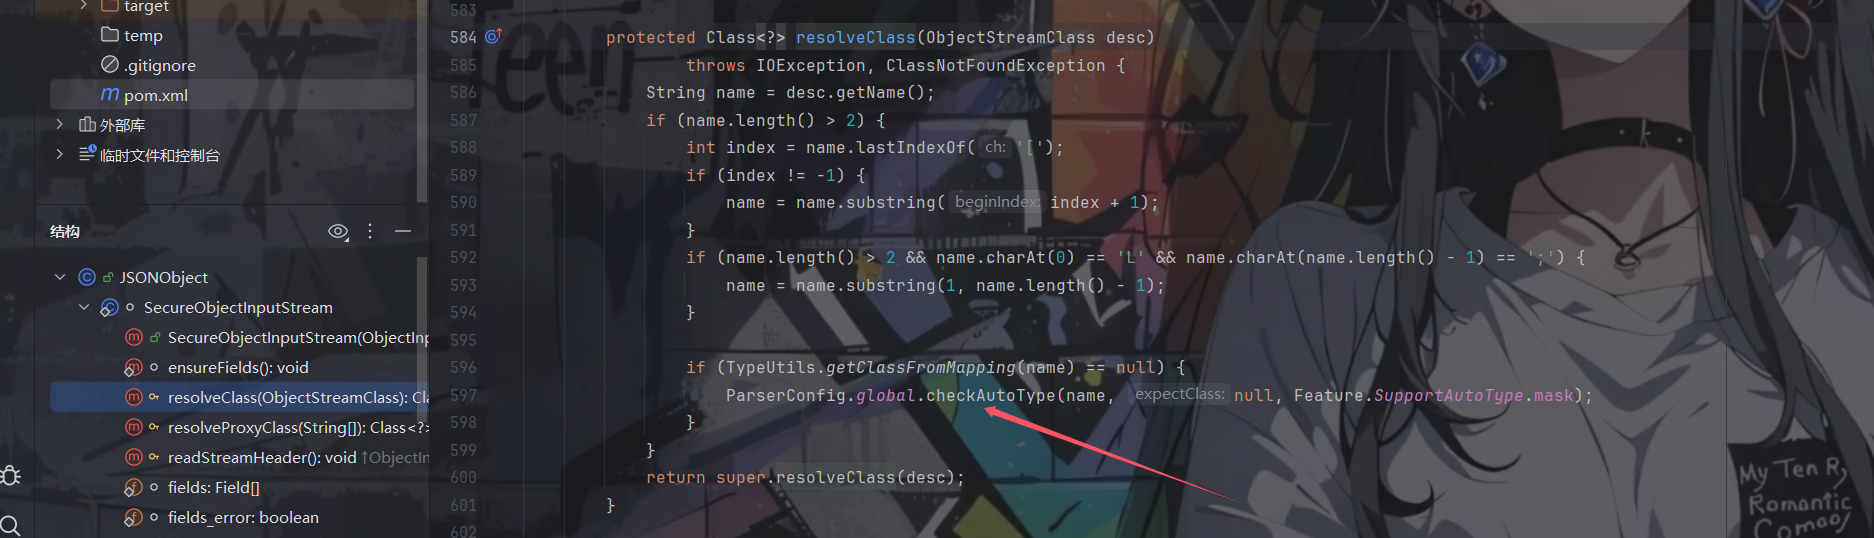 target
temp
.gitignore
pom.xml
外部库
临时文件和控制台
结构
JSONObject
SecureObjectInputStream
SecureObjectInputStream(ObjectInp
ensureFields(): void
resolveClass(ObjectStreamClass): Cla
resolveProxyClass(String[]): Class<?>
readStreamHeader(): void ↑ObjectIn
fields: Field[]
fields_error: boolean
583
584 protected Class<?> resolveClass(ObjectStreamClass desc)
585 throws IOException, ClassNotFoundException {
586 String name = desc.getName();
587 if (name.length() > 2) {
588 int index = name.lastIndexOf( ch: '[');
589 if (index != -1) {
590 name = name.substring( beginIndex: index + 1);
591 }
592 if (name.length() > 2 && name.charAt(0) == 'L' && name.charAt(name.length() - 1) == ';') {
593 name = name.substring(1, name.length() - 1);
594 }
595
596 if (TypeUtils.getClassFromMapping(name) == null) {
597 ParserConfig.global.checkAutoType(name, expectClass: null, Feature.SupportAutoType.mask);
598 }
599 }
600 return super.resolveClass(desc);
601 }
602
My Ten R,
Romantic